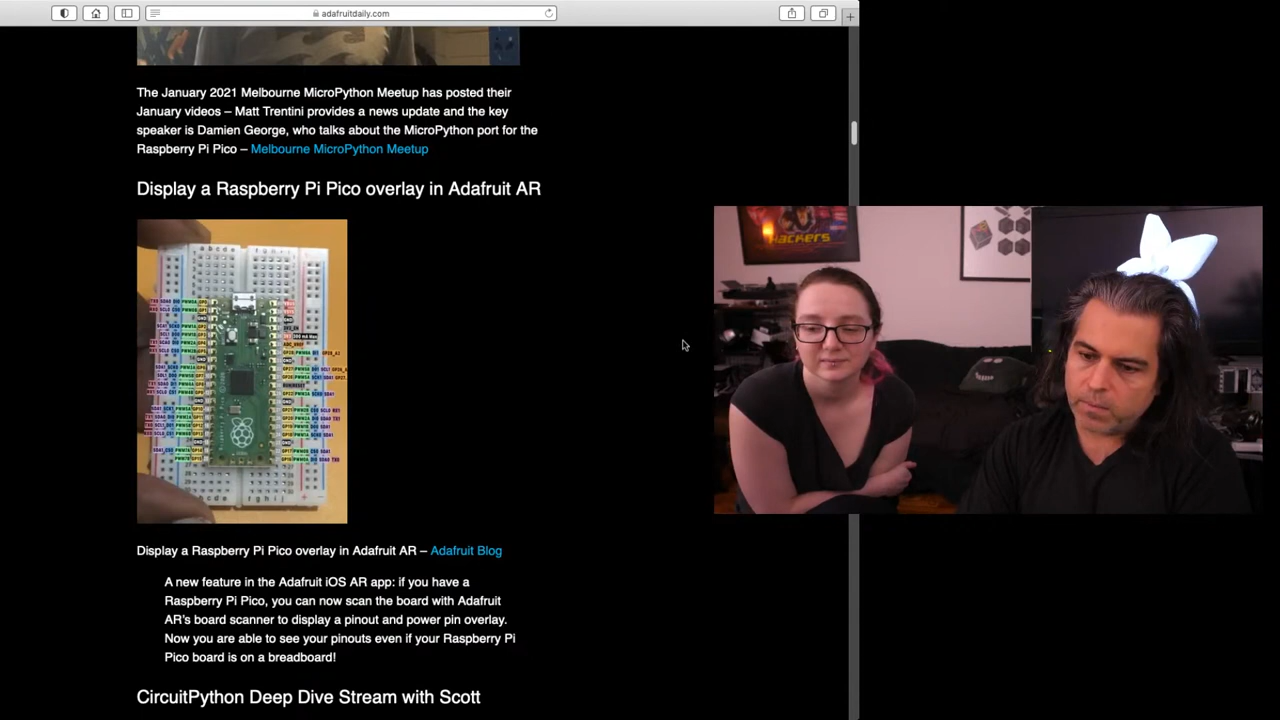 adafruitdaily.com
The January 2021 Melbourne MicroPython Meetup has posted their
January videos – Matt Trentini provides a news update and the key
speaker is Damien George, who talks about the MicroPython port for the
Raspberry Pi Pico – Melbourne MicroPython Meetup
Display a Raspberry Pi Pico overlay in Adafruit AR
HACKERS
Display a Raspberry Pi Pico overlay in Adafruit AR – Adafruit Blog
A new feature in the Adafruit iOS AR app: if you have a
Raspberry Pi Pico, you can now scan the board with Adafruit
AR's board scanner to display a pinout and power pin overlay.
Now you are able to see your pinouts even if your Raspberry Pi
Pico board is on a breadboard!
CircuitPython Deep Dive Stream with Scott